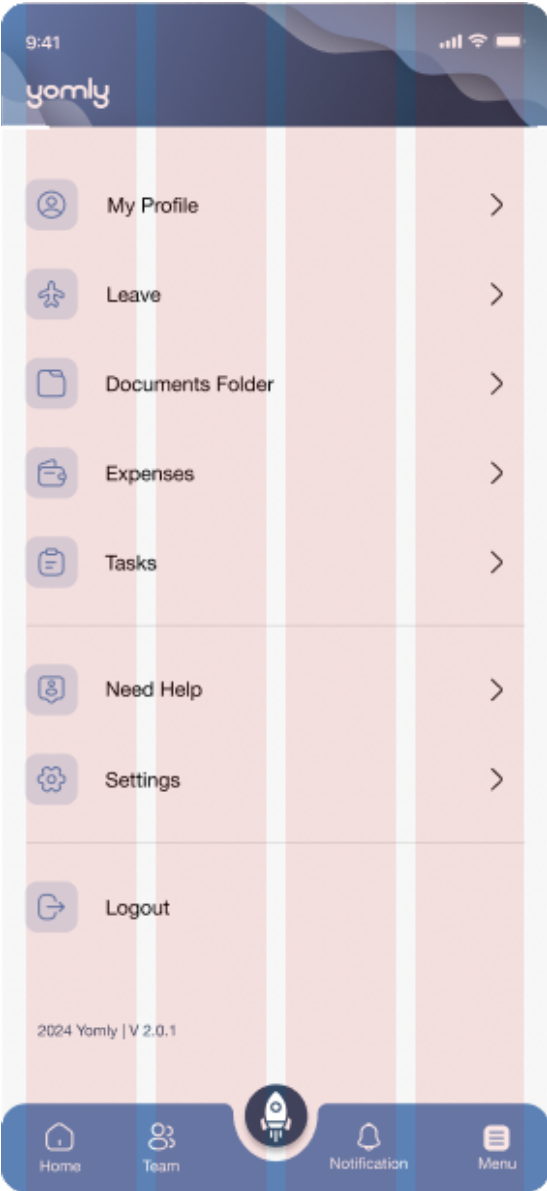 9:41
yomly
My Profile
Leave
Documents Folder
Expenses
Tasks
Need Help
Settings
Logout
2024 Yomly | V 2.0.1
Home
Team
Notification
Menu